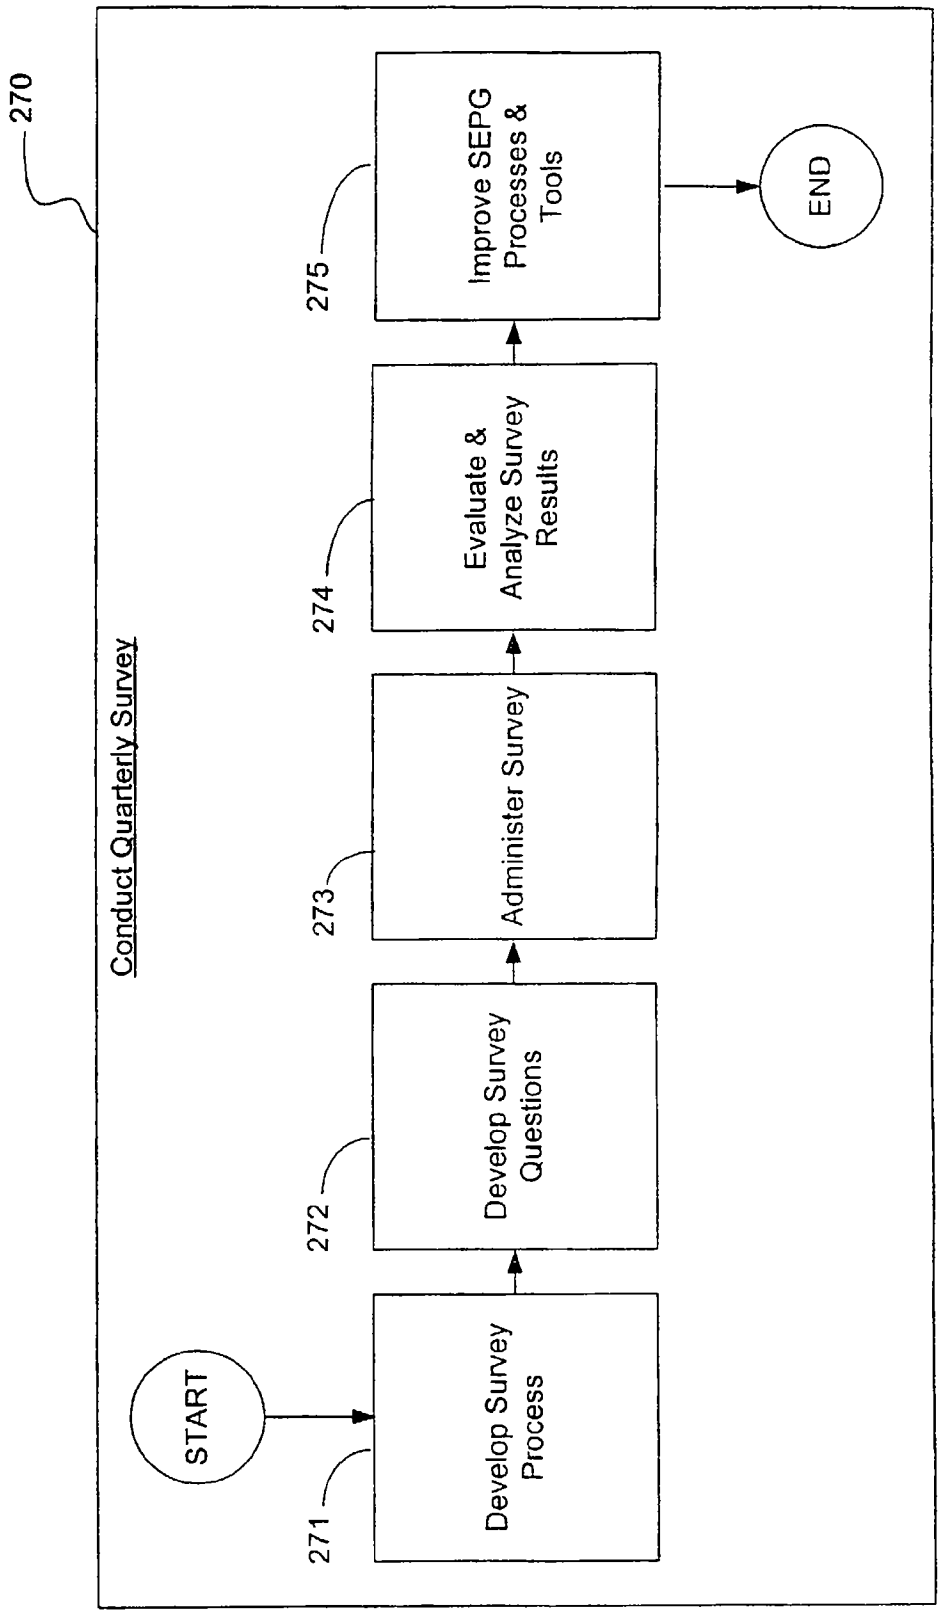 270
Conduct Quarterly Survey
START
271
Develop Survey
Process
272
Develop Survey
Questions
273
Administer Survey
274
Evaluate &
Analyze Survey
Results
275
Improve SEPG
Processes &
Tools
END